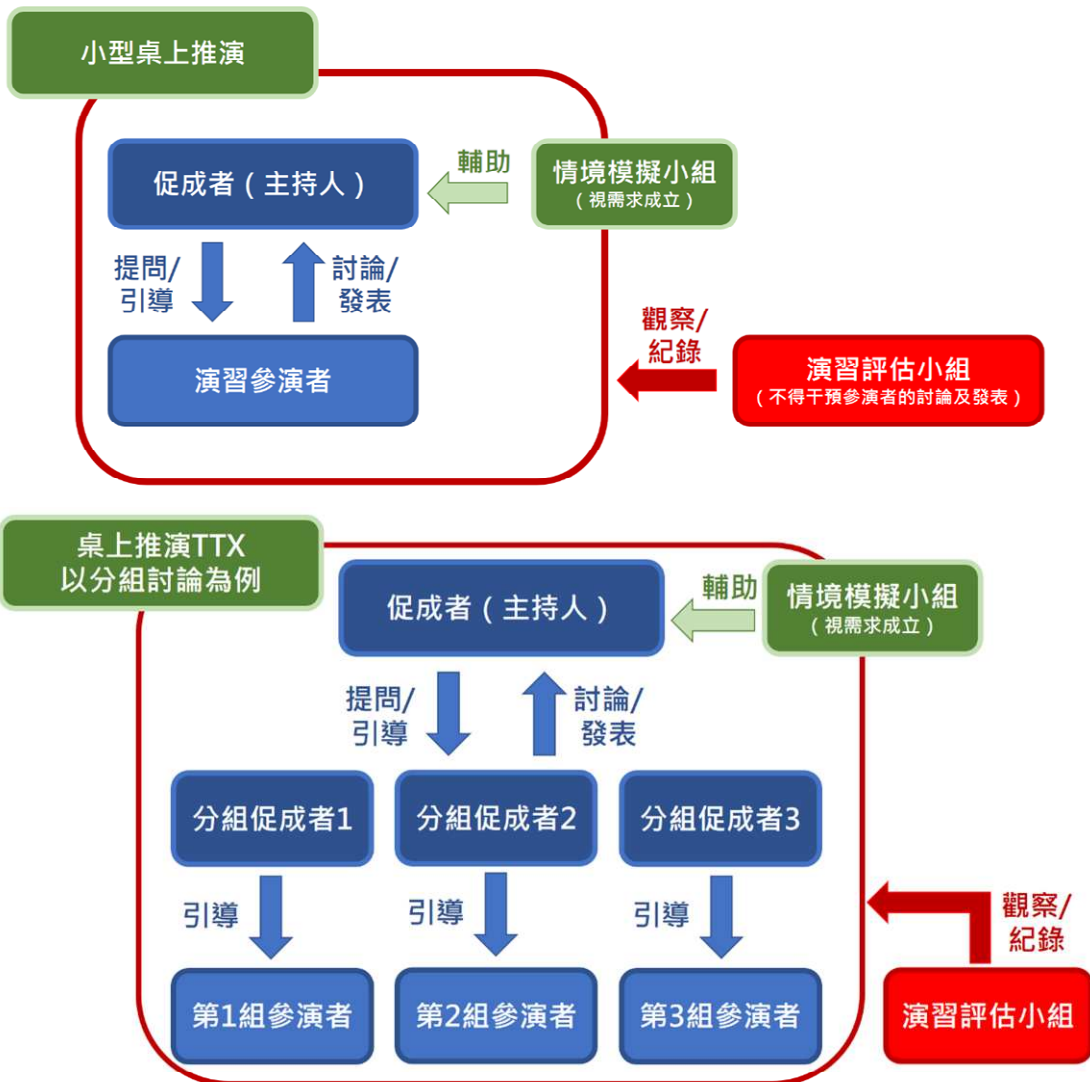 小型桌上推演
促成者（主持人）
輔助
情境模擬小組
（視需求成立）
提問/
引導
討論/
發表
演習參演者
觀察/
紀錄
演習評估小組
（不得干預參演者的討論及發表）
桌上推演TTX
以分組討論為例
促成者（主持人）
輔助
情境模擬小組
（視需求成立）
提問/
引導
討論/
發表
分組促成者1
分組促成者2
分組促成者3
引導
引導
引導
觀察/
紀錄
第1組參演者
第2組參演者
第3組參演者
演習評估小組